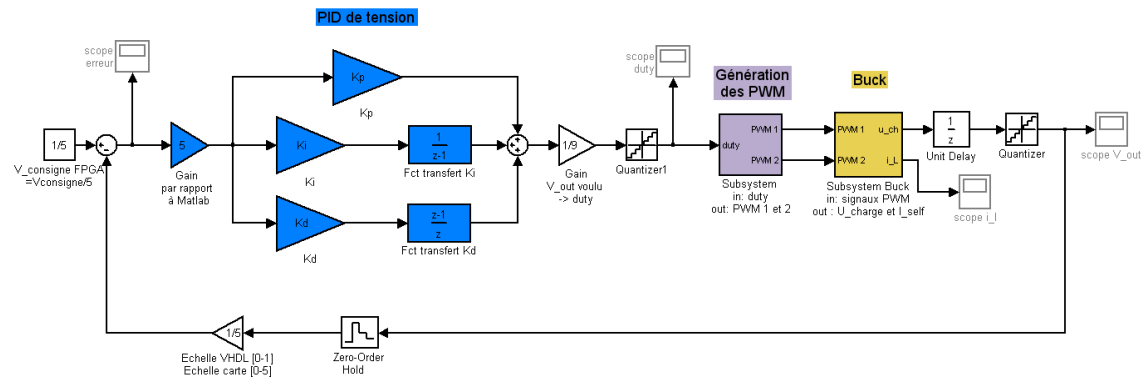 PID de tension
scope
erreur
Kp
Kp
scope
duty
Génération
des PWM
Buck
1/5
V_consigne FPGA
=Vconsigne/5
5
Gain
par rapport
à Matlab
Ki
Ki
1
z-1
Fct transfert Ki
1/9
Gain
V_out voulu
-> duty
Quantizer1
duty
PWM 1
PWM 2
Subsystem
in: duty
out: PWM 1 et 2
PWM 1
PWM 2
u_ch
i_L
Subsystem Buck
in: signaux PWM
out : U_charge et I_self
1
z
Unit Delay
Quantizer
scope V_out
scope i_l
Kd
Kd
z-1
z
Fct transfert Kd
1/5
Echelle VHDL [0-1]
Echelle carte [0-5]
Zero-Order
Hold